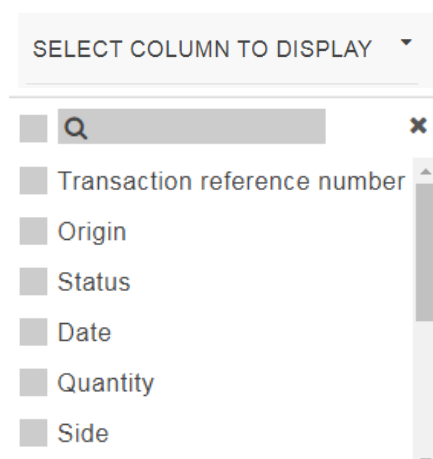 SELECT COLUMN TO DISPLAY
Transaction reference number
Origin
Status
Date
Quantity
Side